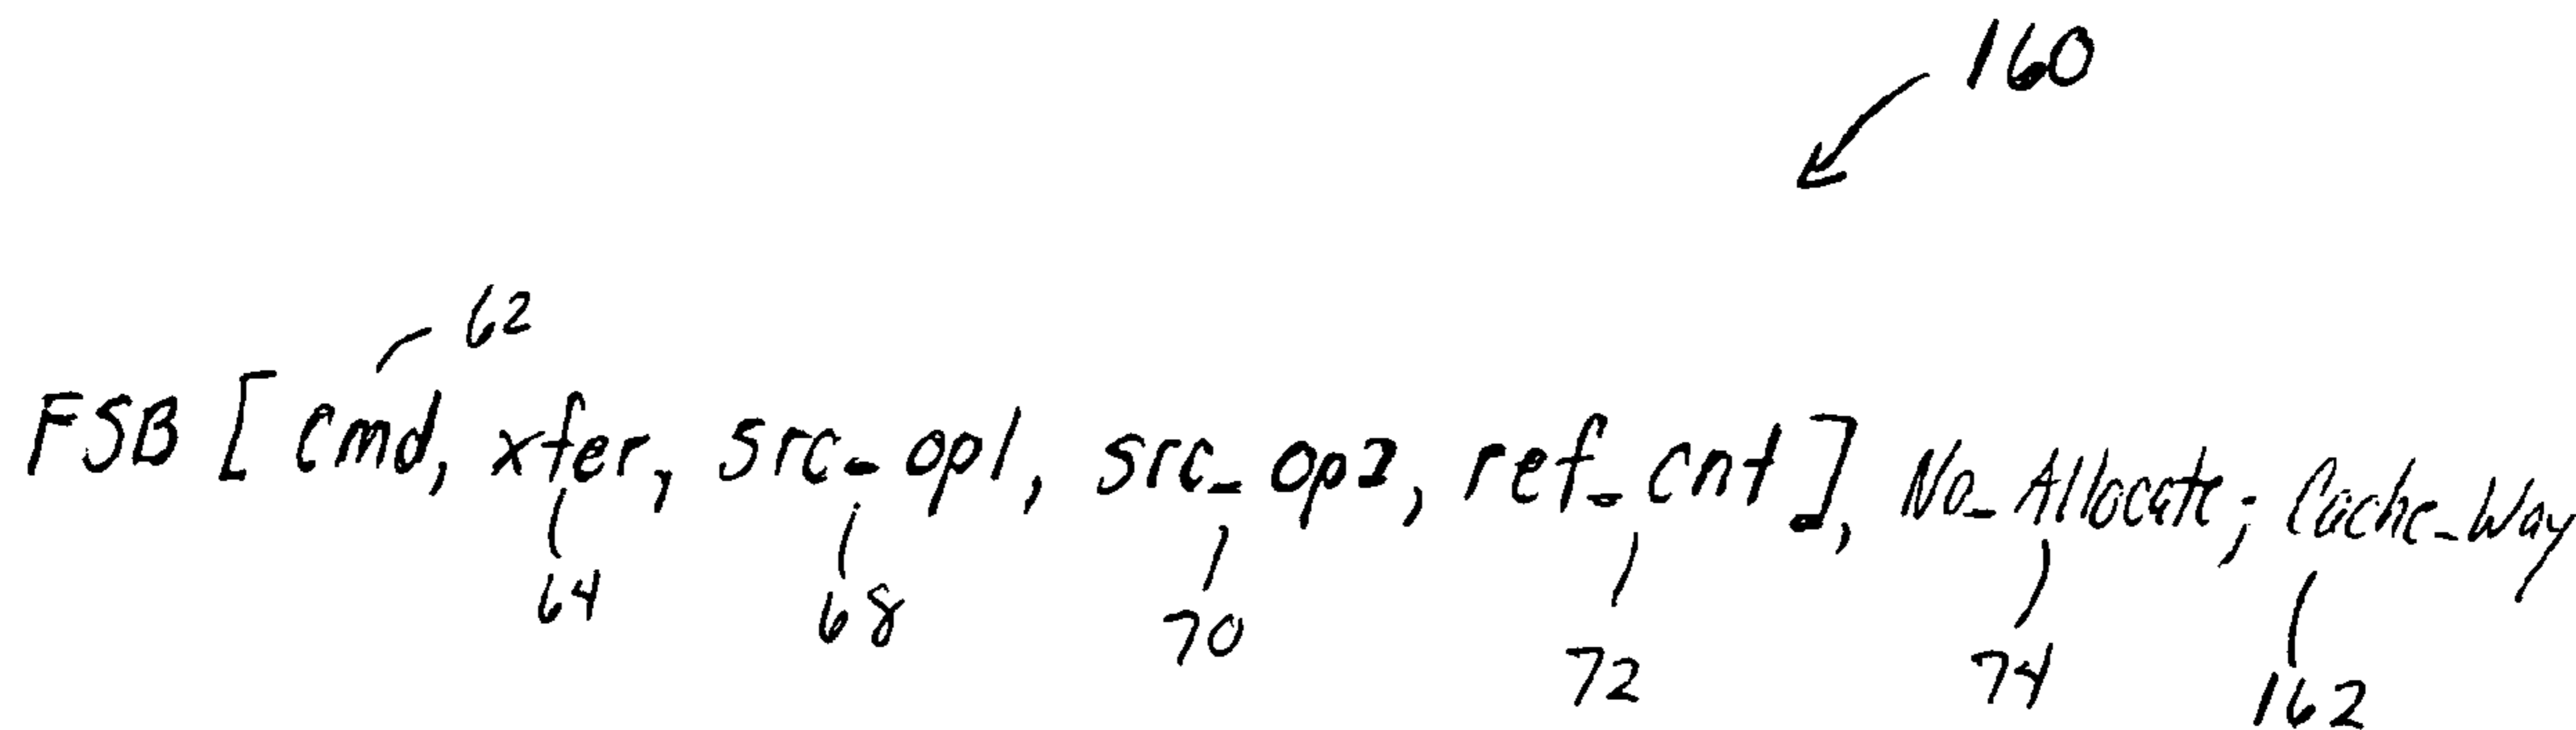 160
62
FSB [cmd, xfer, src_op1, src_op2, ref_cnt], No_Allocate; Cache_Way
64 68 70 72 74 162